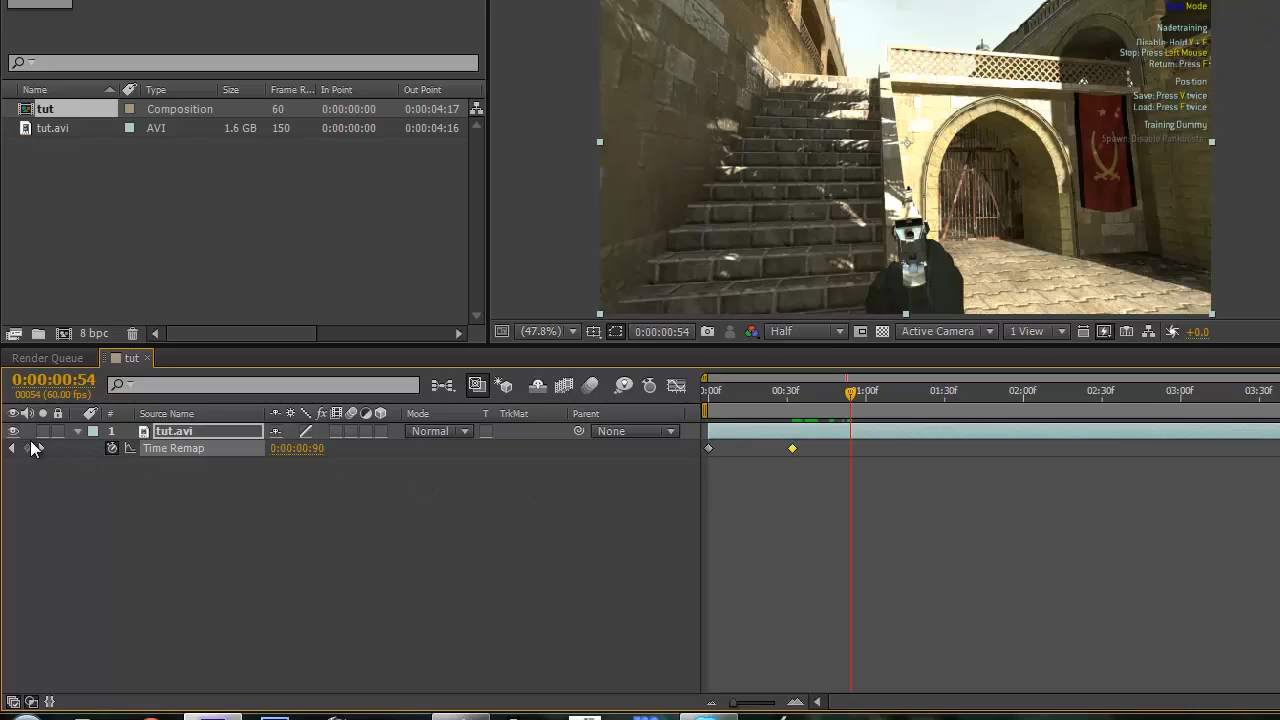 Mode
Nadetraining
Disable: Hold V + F
Stop: Press Left Mouse
Return: Press F
Position
Save: Press V twice
Load: Press F twice
Training Dummy
Spawn: Disable Punkbuster
Name Type Size Frame R... In Point Out Point
tut Composition 60 0:00:00:00 0:00:04:17
tut.avi AVI 1.6 GB 150 0:00:00:00 0:00:04:16
8 bpc
(47.8%) 0:00:00:54 Half Active Camera 1 View +0.0
Render Queue tut
0:00:00:54
00054 (60.00 fps)
0:00f 00:30f 01:00f 01:30f 02:00f 02:30f 03:00f 03:30f
# Source Name Mode T TrkMat Parent
1 tut.avi Normal None
Time Remap 0:00:00:90